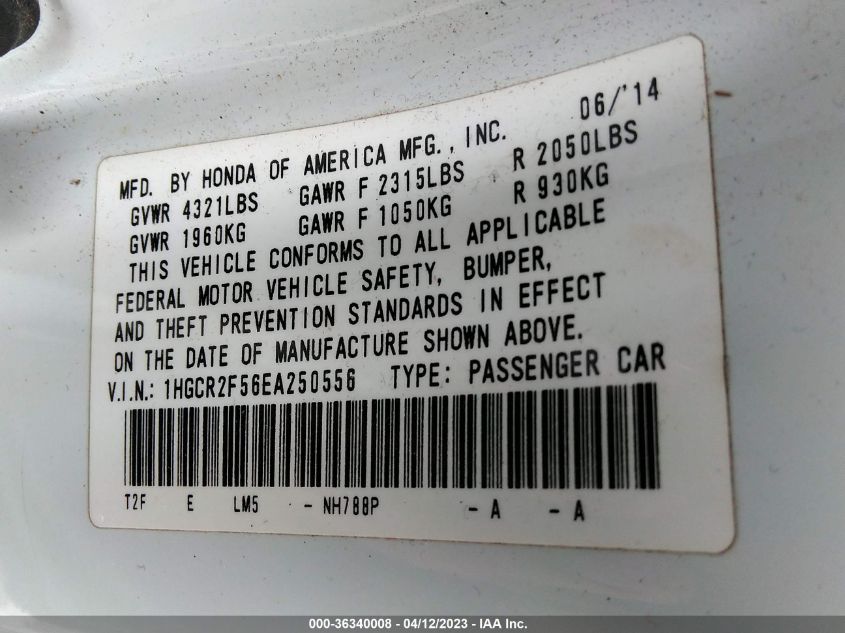 06/'14
MFD. BY HONDA OF AMERICA MFG., INC.
GVWR 4321LBS GAWR F 2315LBS R 2050LBS
GVWR 1960KG GAWR F 1050KG R 930KG
THIS VEHICLE CONFORMS TO ALL APPLICABLE
FEDERAL MOTOR VEHICLE SAFETY, BUMPER,
AND THEFT PREVENTION STANDARDS IN EFFECT
ON THE DATE OF MANUFACTURE SHOWN ABOVE.
V.I.N.: 1HGCR2F56EA250556 TYPE: PASSENGER CAR
T2F E LM5 - NH788P - A - A
000-36340008 - 04/12/2023 - IAA Inc.